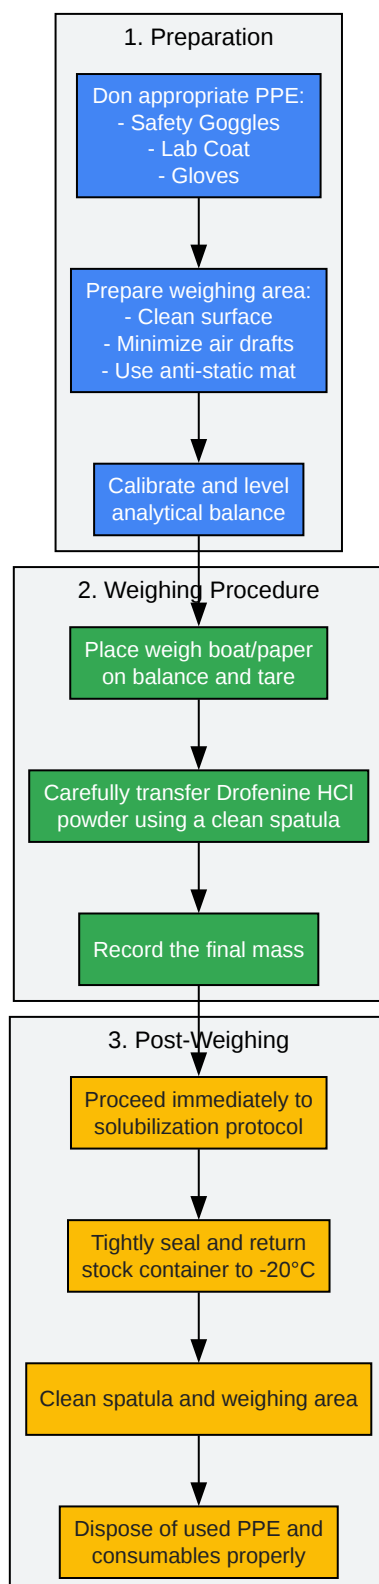 1. Preparation
Don appropriate PPE:
- Safety Goggles
- Lab Coat
- Gloves
Prepare weighing area:
- Clean surface
- Minimize air drafts
- Use anti-static mat
Calibrate and level
analytical balance
2. Weighing Procedure
Place weigh boat/paper
on balance and tare
Carefully transfer Drofenine HCl
powder using a clean spatula
Record the final mass
3. Post-Weighing
Proceed immediately to
solubilization protocol
Tightly seal and return
stock container to -20°C
Clean spatula and weighing area
Dispose of used PPE and
consumables properly